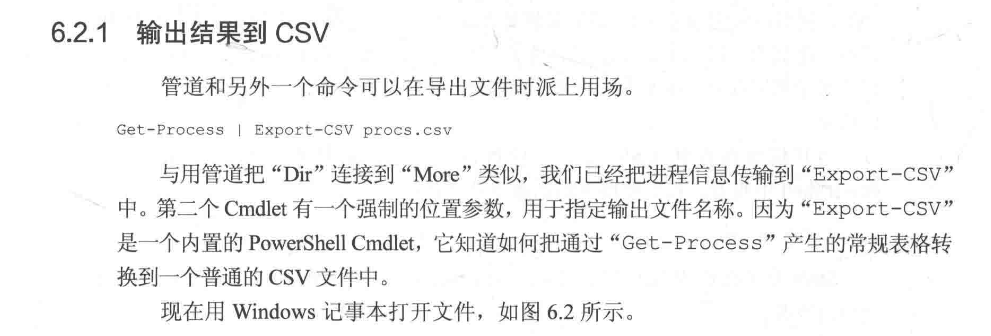 6.2.1 输出结果到 CSV
管道和另外一个命令可以在导出文件时派上用场。
Get-Process | Export-CSV procs.csv
与用管道把“Dir”连接到“More”类似，我们已经把进程信息传输到“Export-CSV”
中。第二个 Cmdlet 有一个强制的位置参数，用于指定输出文件名称。因为“Export-CSV”
是一个内置的 PowerShell Cmdlet，它知道如何把通过“Get-Process”产生的常规表格转
换到一个普通的 CSV 文件中。
现在用 Windows 记事本打开文件，如图 6.2 所示。